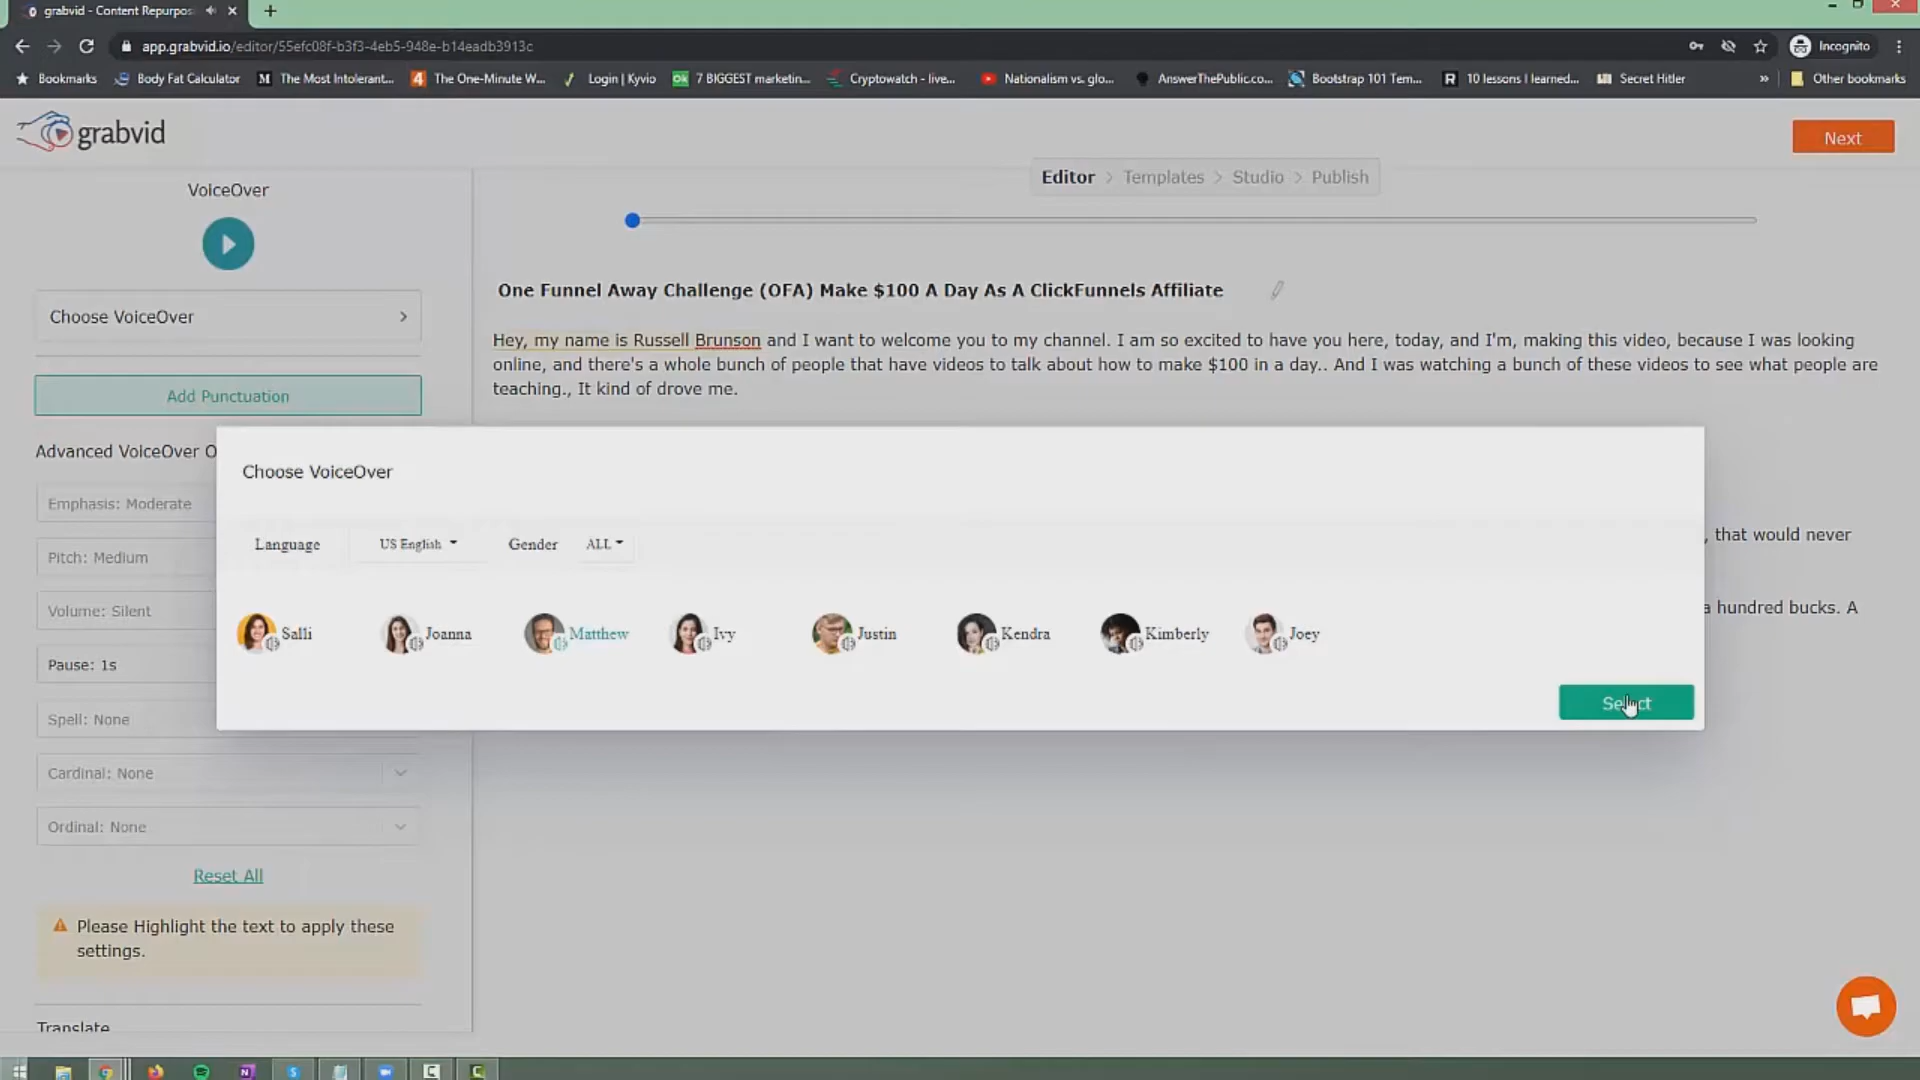 grabvid - Content Repurpos
app.grabvid.io/editor/55efc08f-b3f3-4eb5-948e-b14eadb3913c
Incognito
Bookmarks
Body Fat Calculator
The Most Intolerant...
The One-Minute W...
Login | Kyvio
7 BIGGEST marketin...
Cryptowatch - live...
Nationalism vs. glo...
AnswerThePublic.co...
Bootstrap 101 Tem...
10 lessons I learned...
Secret Hitler
»
Other bookmarks
grabvid
Next
Editor > Templates > Studio > Publish
VoiceOver
Choose VoiceOver
Add Punctuation
Advanced VoiceOver O
Emphasis: Moderate
Pitch: Medium
Volume: Silent
Pause: 1s
Spell: None
Cardinal: None
Ordinal: None
Reset All
Please Highlight the text to apply these
settings.
Translate
One Funnel Away Challenge (OFA) Make $100 A Day As A ClickFunnels Affiliate
Hey, my name is Russell Brunson and I want to welcome you to my channel. I am so excited to have you here, today, and I'm, making this video, because I was looking
online, and there's a whole bunch of people that have videos to talk about how to make $100 in a day.. And I was watching a bunch of these videos to see what people are
teaching., It kind of drove me.
, that would never
a hundred bucks. A
Choose VoiceOver
Language
US English
Gender
ALL
Salli
Joanna
Matthew
Ivy
Justin
Kendra
Kimberly
Joey
Select